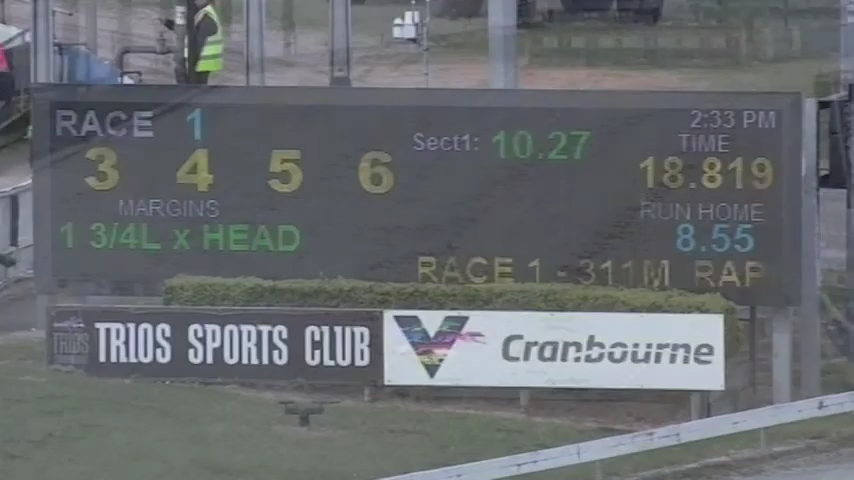 RACE 1
2:33 PM
Sect1: 10.27
TIME
3 4 5 6
18.819
MARGINS
RUN HOME
1 3/4L x HEAD
8.55
RACE 1 - 311M RAP
TRIOS
TRIOS SPORTS CLUB
V Cranbourne